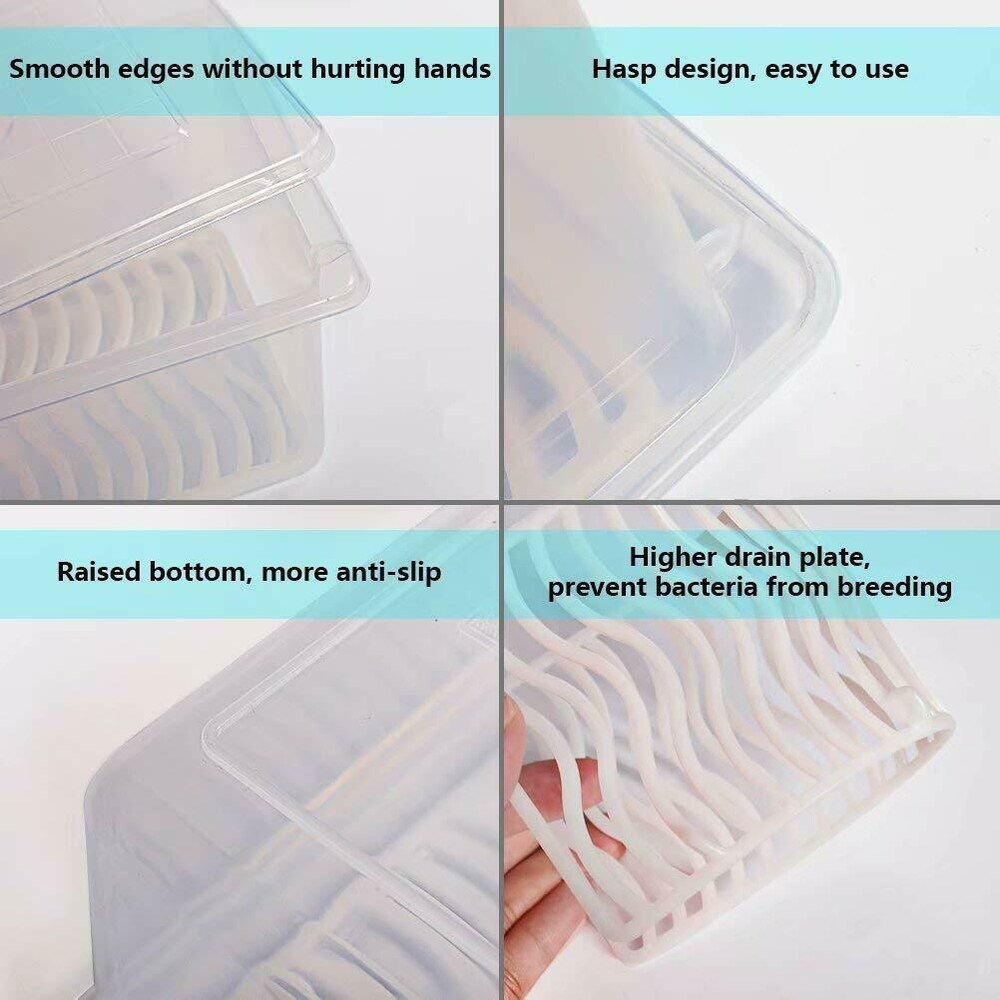 Smooth edges without hurting hands
Hasp design, easy to use
Raised bottom, more anti-slip
Higher drain plate,
prevent bacteria from breeding